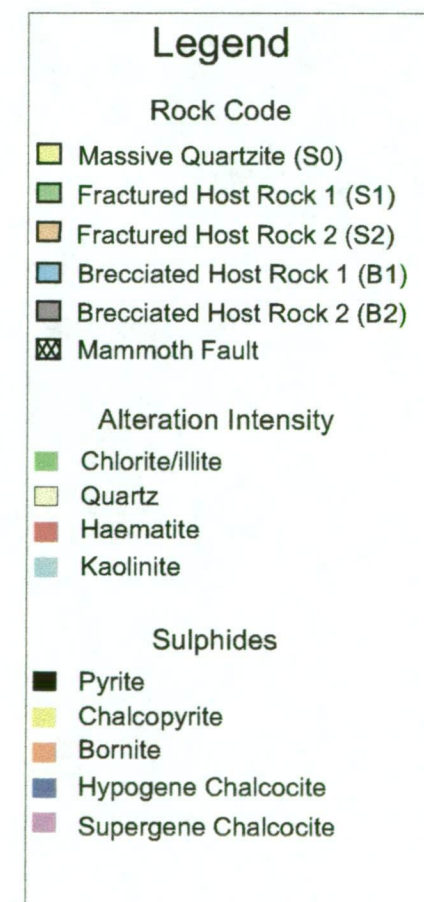 Legend
Rock Code
Massive Quartzite (S0)
Fractured Host Rock 1 (S1)
Fractured Host Rock 2 (S2)
Brecciated Host Rock 1 (B1)
Brecciated Host Rock 2 (B2)
Mammoth Fault
Alteration Intensity
Chlorite/illite
Quartz
Haematite
Kaolinite
Sulphides
Pyrite
Chalcopyrite
Bornite
Hypogene Chalcocite
Supergene Chalcocite